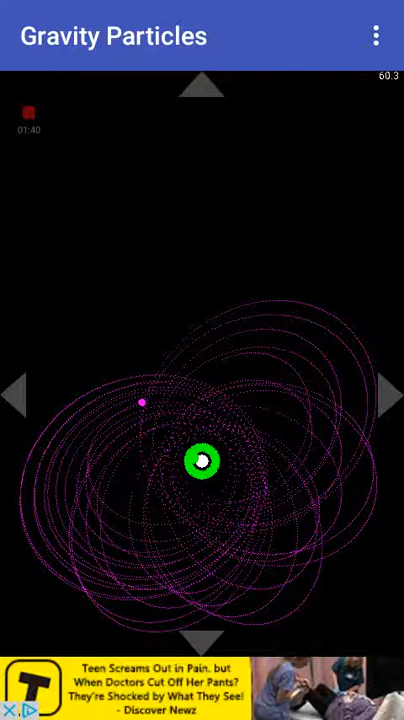 Gravity Particles
60.3
01:40
Teen Screams Out in Pain, but
When Doctors Cut Off Her Pants?
They're Shocked by What They See!
- Discover Newz